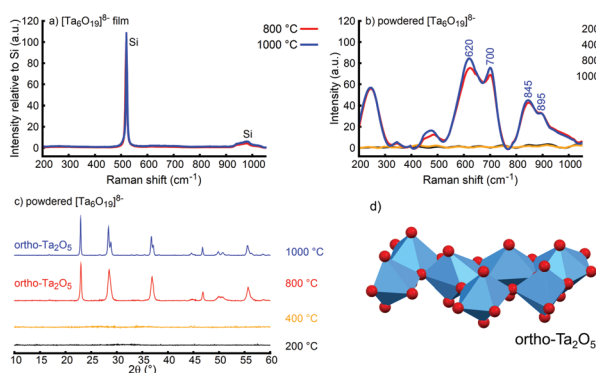 a) powdered [Ta₆O₁₉]⁸⁻ film
Intensity relative to Si (a.u.)
120
100
80
60
40
20
0
Si
Si
200 300 400 500 600 700 800 900 1000
Raman shift (cm⁻¹)
800 °C
1000 °C
b) powdered [Ta₆O₁₉]⁸⁻
Intensity (a.u.)
120
100
80
60
40
20
0
620
700
845
895
200 300 400 500 600 700 800 900 1000
Raman shift (cm⁻¹)
200
400
800
1000
c) powdered [Ta₆O₁₉]⁸⁻
ortho-Ta₂O₅
1000 °C
ortho-Ta₂O₅
800 °C
400 °C
200 °C
10 15 20 25 30 35 40 45 50 55 60
2θ (°)
d)
ortho-Ta₂O₅